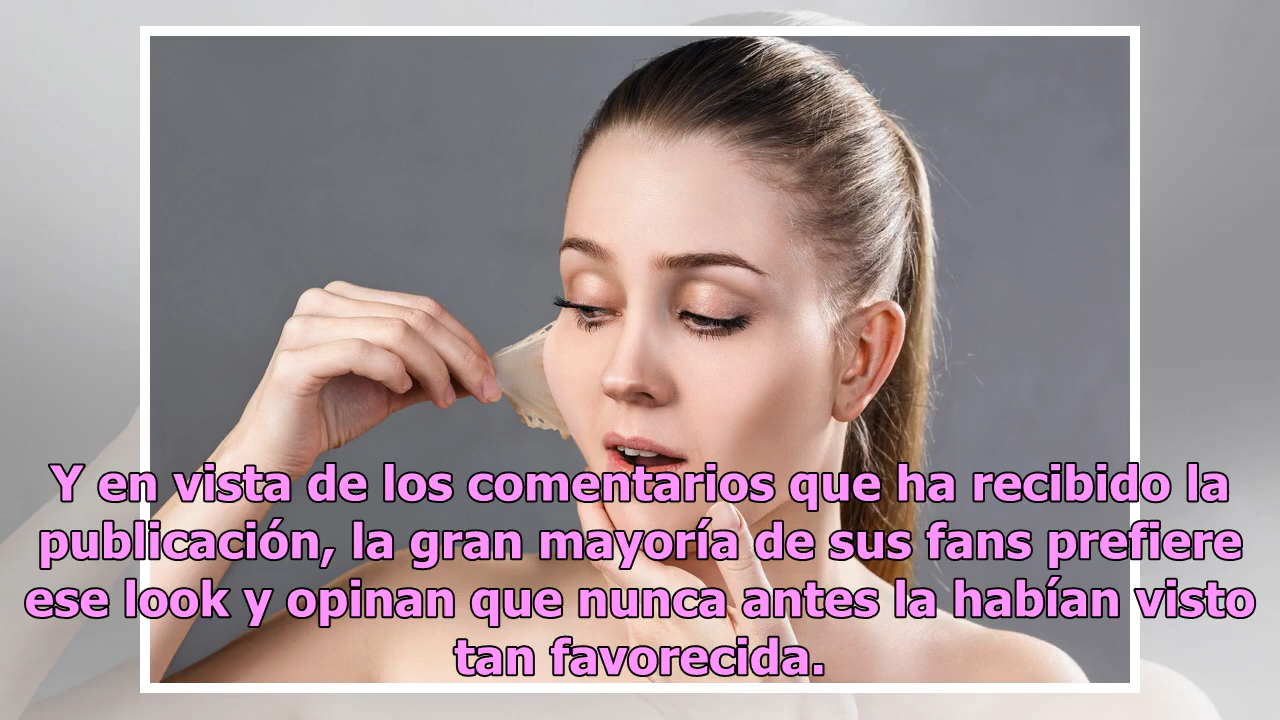 Y en vista de los comentarios que ha recibido la
publicación, la gran mayoría de sus fans prefiere
ese look y opinan que nunca antes la habían visto
tan favorecida.